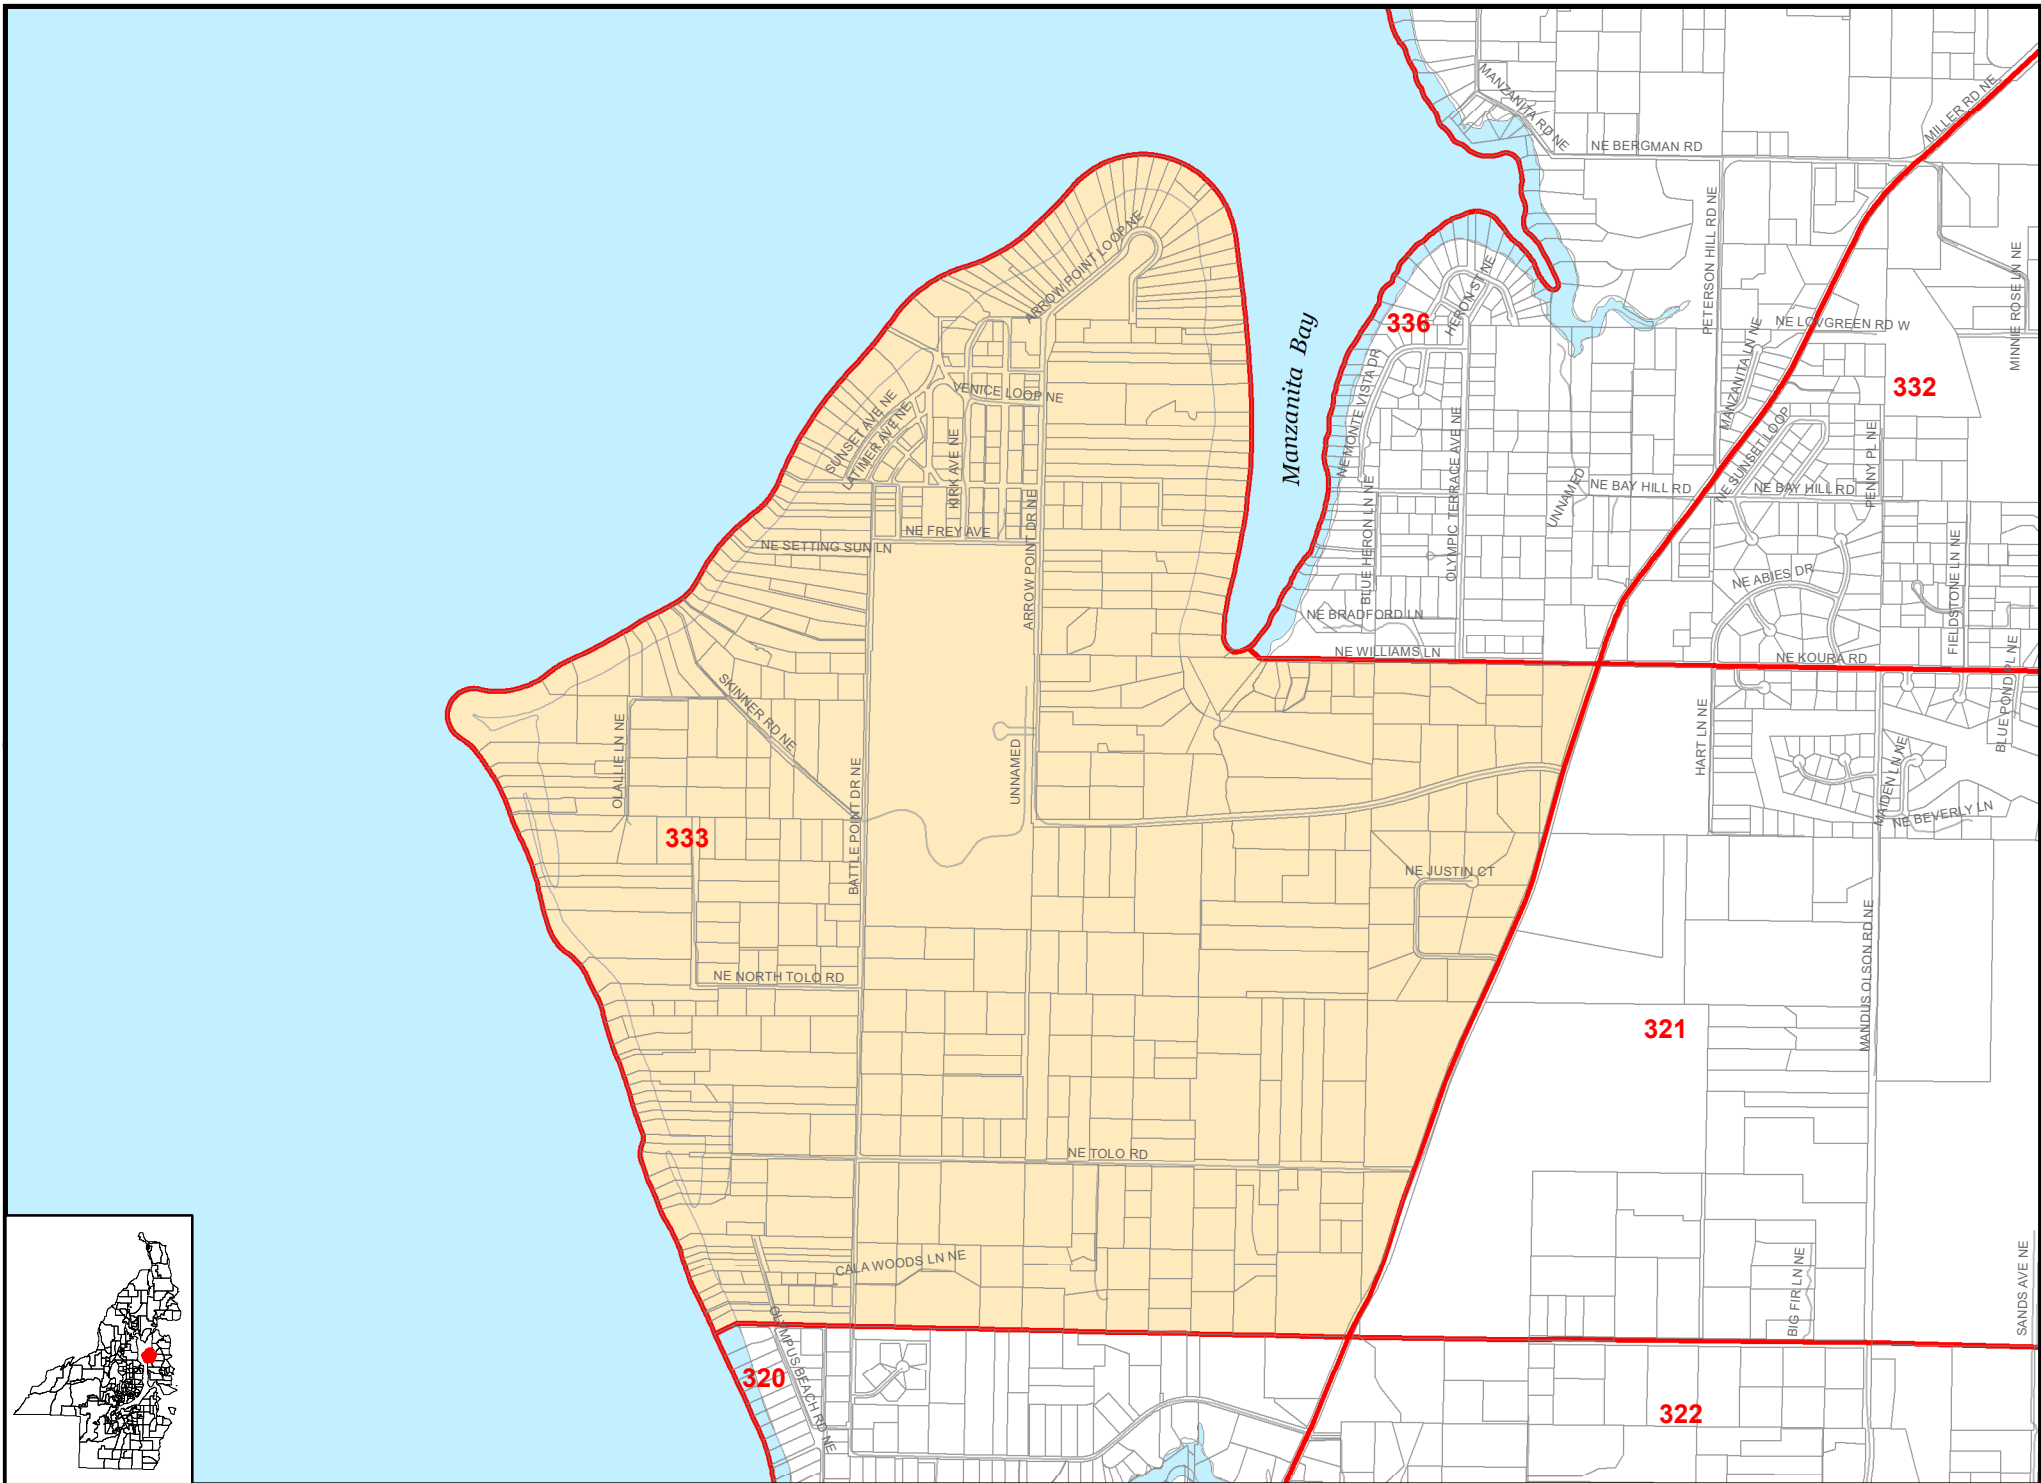 MANZANITA RD NE
MILLER RD NE
NE BERGMAN RD
PETERSON HILL RD NE
ARROW POINT LOOP NE
HERON ST NE
336
MINNIE ROSE LN NE
NE LOVGREEN RD W
MANZANITA LN NE
332
Manzanita Bay
NE MONTE VISTA DR
VENICE LOOP NE
SUNSET AVE NE
LATIMER AVE NE
KIRK AVE NE
OLYMPIC TERRACE AVE NE
NE SUNSET LOOP
PENNY PL NE
UNNAMED
NE BAY HILL RD
NE BAY HILL RD
BLUE HERON LN NE
ARROW POINT DR NE
NE FREY AVE
NE SETTING SUN LN
NE ABIES DR
FIELDSTONE LN NE
NE BRADFORD LN
NE WILLIAMS LN
NE KOURA RD
BLUE POND PL NE
SKINNER RD NE
OLALLIE LN NE
HART LN NE
UNNAMED
MAIDEN LN NE
NE BEVERLY LN
BATTLE POINT DR NE
333
NE JUSTIN CT
MANDUS OLSON RD NE
NE NORTH TOLO RD
321
NE TOLO RD
CALA WOODS LN NE
BIG FIR LN NE
SANDS AVE NE
OLYMPUS BEACH RD NE
320
322